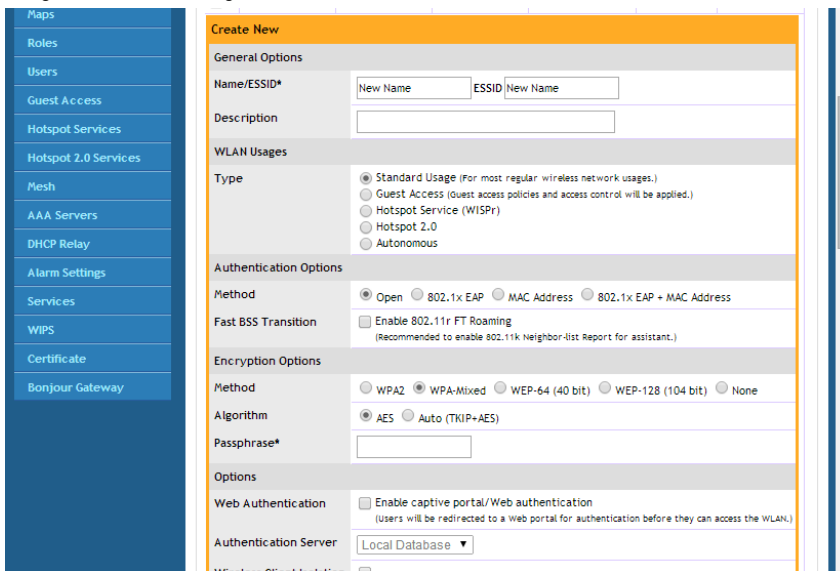 Maps
Roles
Users
Guest Access
Hotspot Services
Hotspot 2.0 Services
Mesh
AAA Servers
DHCP Relay
Alarm Settings
Services
WIPS
Certificate
Bonjour Gateway
Create New
General Options
Name/ESSID* New Name ESSID New Name
Description
WLAN Usages
Type Standard Usage (For most regular wireless network usages.)
Guest Access (Guest access policies and access control will be applied.)
Hotspot Service (WISPr)
Hotspot 2.0
Autonomous
Authentication Options
Method Open 802.1x EAP MAC Address 802.1x EAP + MAC Address
Fast BSS Transition Enable 802.11r FT Roaming
(Recommended to enable 802.11k Neighbor-list Report for assistant.)
Encryption Options
Method WPA2 WPA-Mixed WEP-64 (40 bit) WEP-128 (104 bit) None
Algorithm AES Auto (TKIP+AES)
Passphrase*
Options
Web Authentication Enable captive portal/Web authentication
(Users will be redirected to a Web portal for authentication before they can access the WLAN.)
Authentication Server Local Database